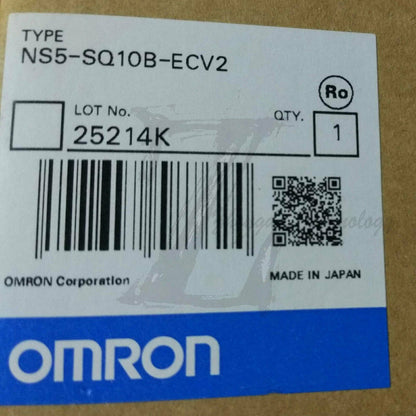 TYPE
NS5-SQ10B-ECV2
Ro
LOT No.
25214K
QTY.
1
OMRON Corporation
MADE IN JAPAN
OMRON